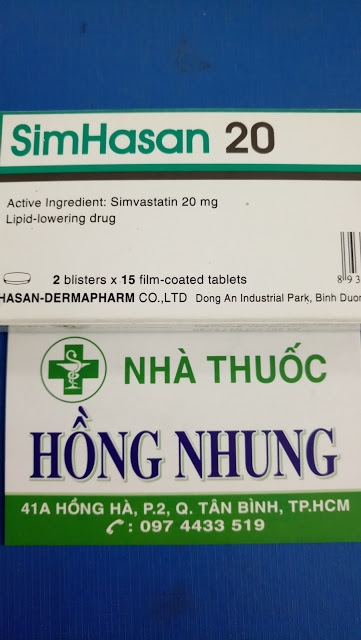 SimHasan 20
Active Ingredient: Simvastatin 20 mg
Lipid-lowering drug
2 blisters x 15 film-coated tablets
8 93
HASAN-DERMAPHARM CO.,LTD Dong An Industrial Park, Binh Duon
NHÀ THUỐC
HỒNG NHUNG
41A HỒNG HÀ, P.2, Q. TÂN BÌNH, TP.HCM
: 097 4433 519